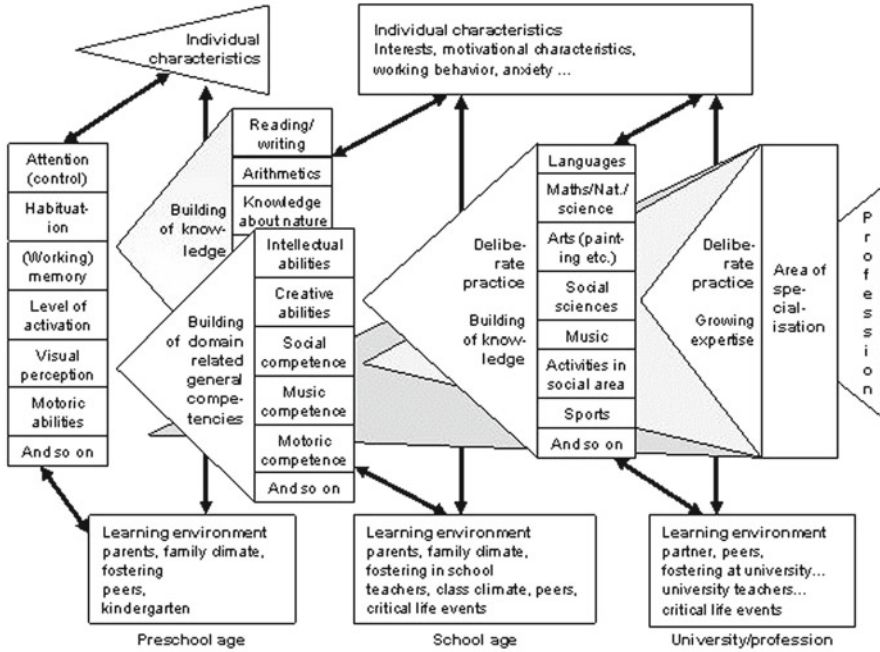 Individual
characteristics
Individual characteristics
Interests, motivational characteristics,
working behavior, anxiety ...
Attention
(control)
Habituat-
ion
(Working)
memory
Level of
activation
Visual
perception
Motoric
abilities
And so on
Building
of know-
ledge
Reading/
writing
Arithmetics
Knowledge
about nature
Building
of domain
related
general
compe-
tencies
Intellectual
abilities
Creative
abilities
Social
competence
Music
competence
Motoric
competence
And so on
Delibe-
rate
practice
Building
of know-
ledge
Languages
Maths/Nat./
science
Arts (paint-
ing etc.)
Social
sciences
Music
Activities in
social area
Sports
And so on
Delibe-
rate
practice
Growing
expertise
Area of
spe-
cial-
isation
P
r
o
f
e
s
s
i
o
n
Learning environment
parents, family climate,
fostering
peers,
kindergarten
Learning environment
parents, family climate,
fostering in school
teachers, class climate, peers,
critical life events
Learning environment
partner, peers,
fostering at university...
university teachers...
critical life events
Preschool age
School age
University/profession